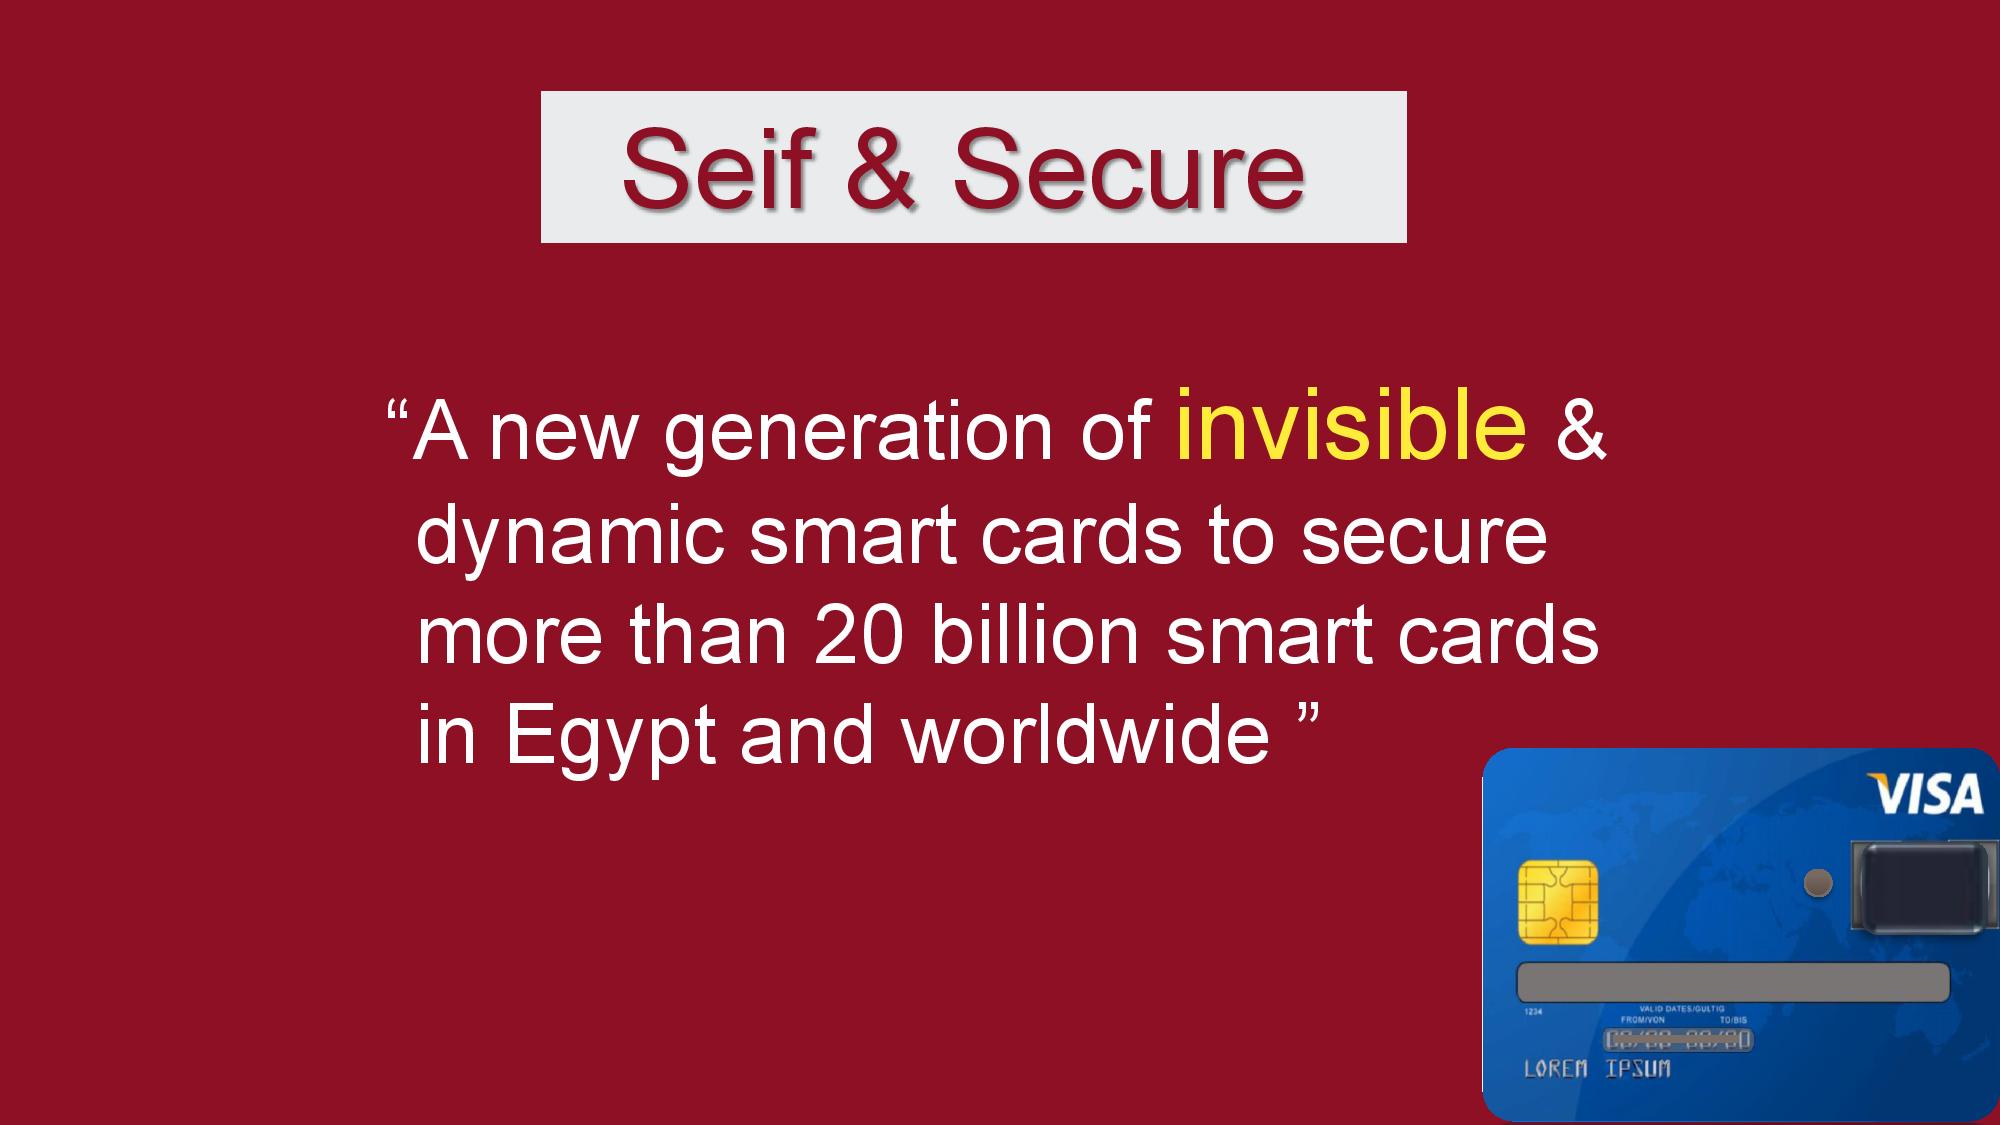 Seif & Secure
“A new generation of invisible &
dynamic smart cards to secure
more than 20 billion smart cards
in Egypt and worldwide ”
VISA
1234
VALID DATES/GULTIG
FROM/VON TO/BIS
LOREM IPSUM